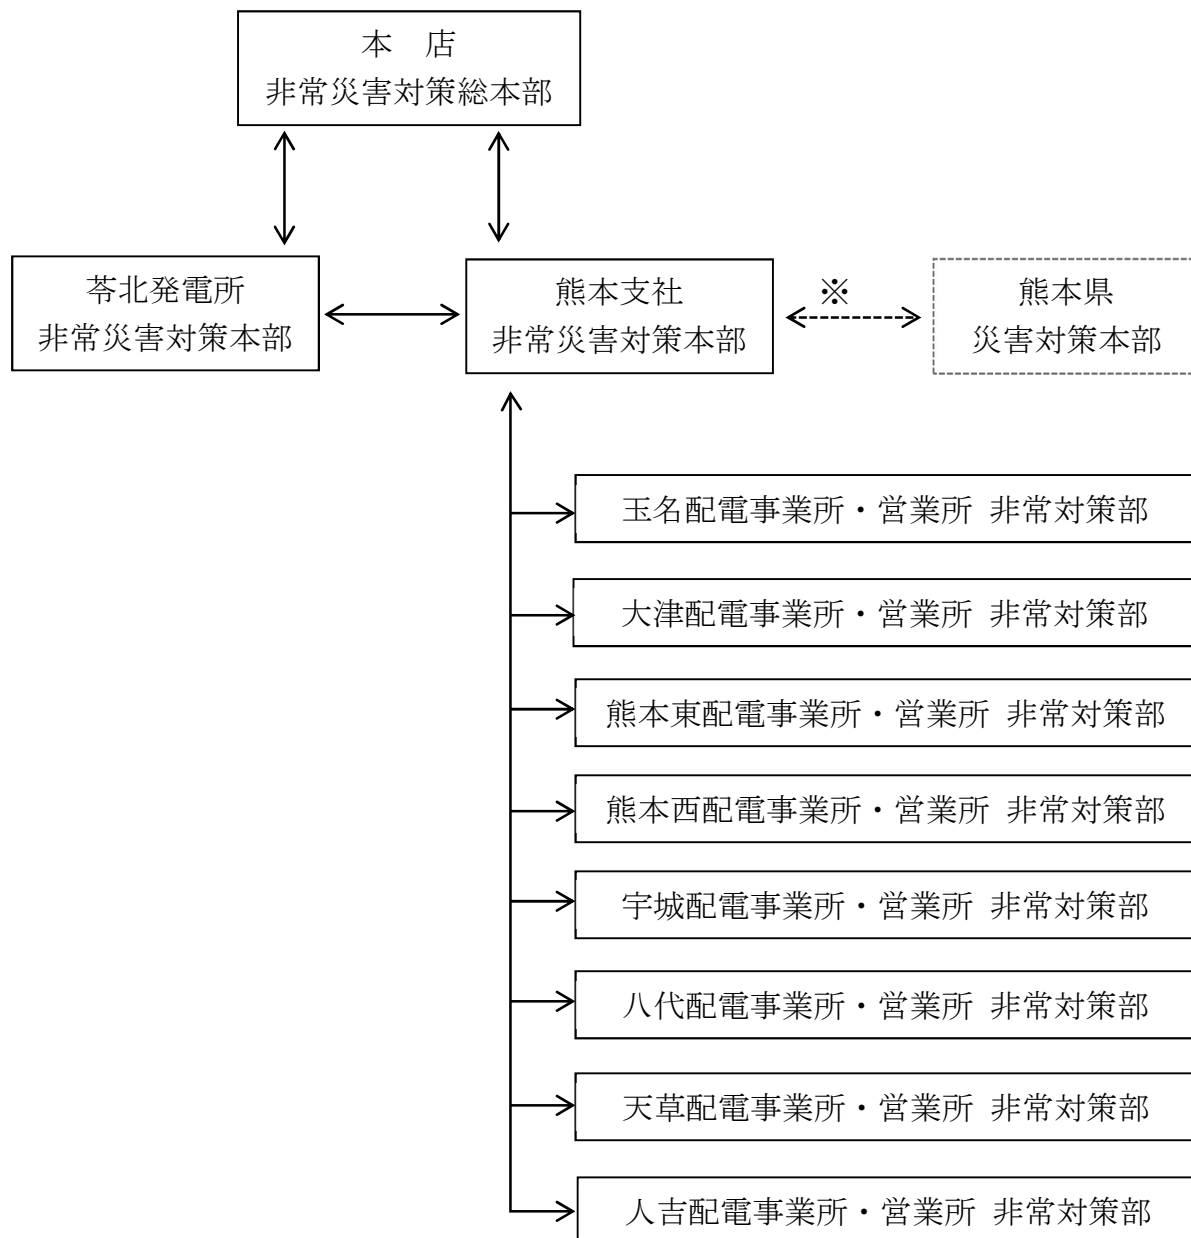 本　店
非常災害対策総本部
苓北発電所
非常災害対策本部
熊本支社
非常災害対策本部
※
熊本県
災害対策本部
玉名配電事業所・営業所 非常対策部
大津配電事業所・営業所 非常対策部
熊本東配電事業所・営業所 非常対策部
熊本西配電事業所・営業所 非常対策部
宇城配電事業所・営業所 非常対策部
八代配電事業所・営業所 非常対策部
天草配電事業所・営業所 非常対策部
人吉配電事業所・営業所 非常対策部